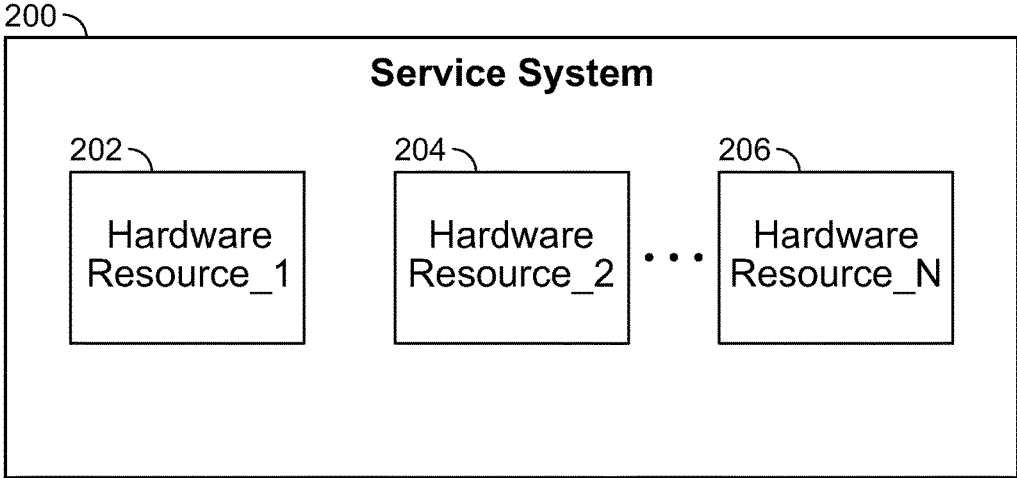 200
Service System
202
204
206
Hardware
Resource_1
Hardware
Resource_2
• • •
Hardware
Resource_N